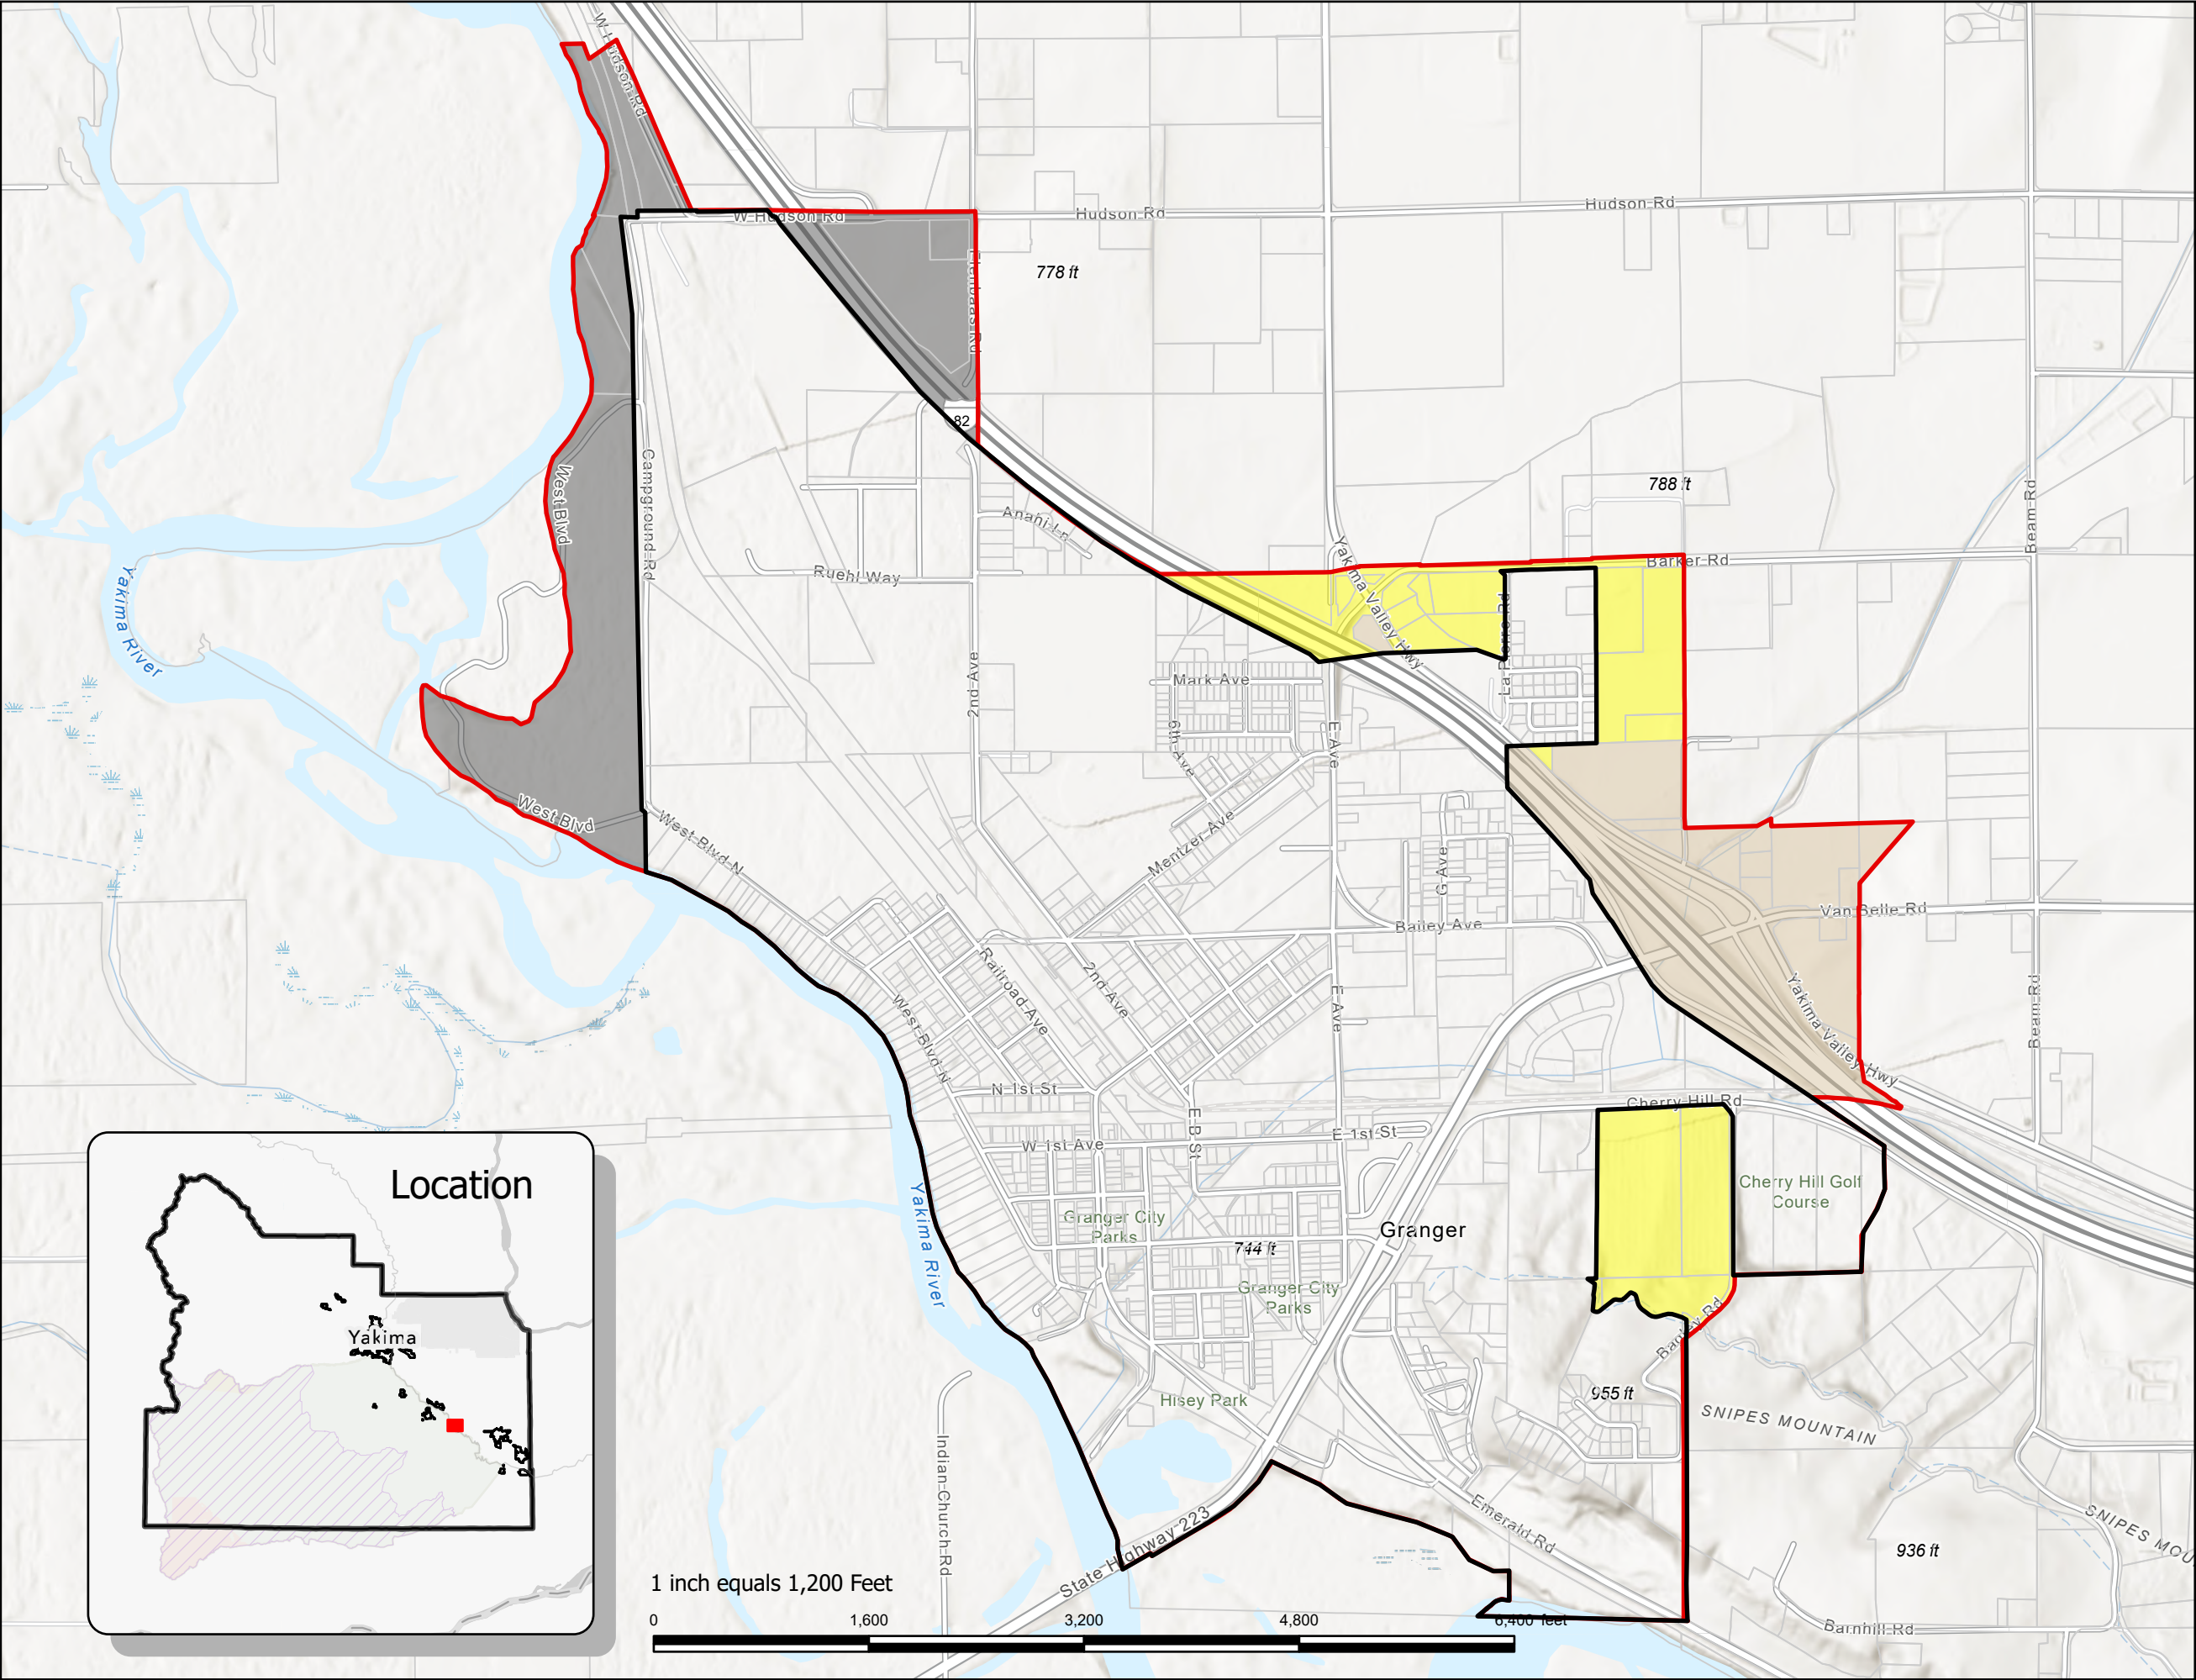 W Hudson Rd
W Hudson Rd
Hudson Rd
Hudson Rd
778 ft
82
788 ft
Beam Rd
West Blvd
Campground Rd
Anahi Ln
Yakima Valley Hwy
Barker Rd
Ruehl Way
Yakima River
La Pierre Rd
2nd Ave
Mark Ave
6th Ave
E Ave
West Blvd
West Blvd N
Mentzer Ave
G Ave
Van Belle Rd
Bailey Ave
Railroad Ave
2nd Ave
E Ave
Yakima Valley Hwy
Beam Rd
West Blvd N
N 1st St
Cherry Hill Rd
E B St
W 1st Ave
E 1st St
Location
Yakima
Yakima River
Granger City
Parks
744 ft
Granger
Cherry Hill Golf
Course
Granger City
Parks
Hisey Park
955 ft
SNIPES MOUNTAIN
Indian Church Rd
State Highway 223
Emerald Rd
936 ft
Barnhill Rd
1 inch equals 1,200 Feet
0
1,600
3,200
4,800
6,400 feet